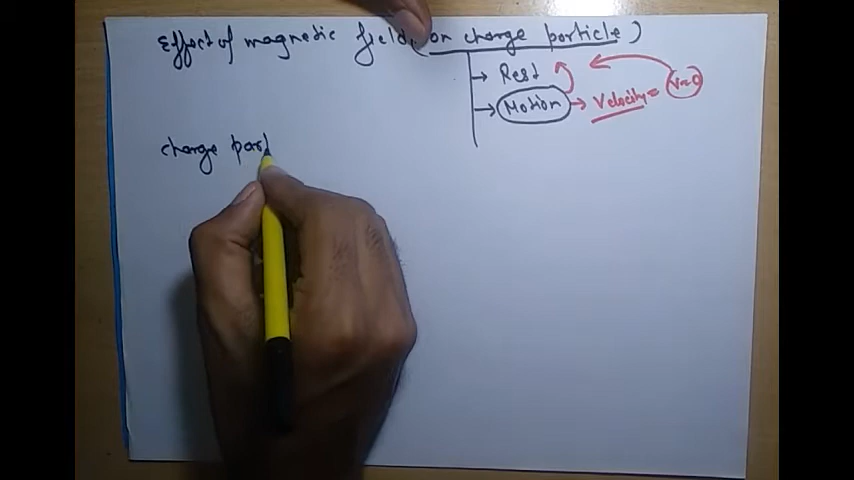 Effect of magnetic field (on charge particle)
→ Rest
→ Motion → Velocity = v=0
charge part